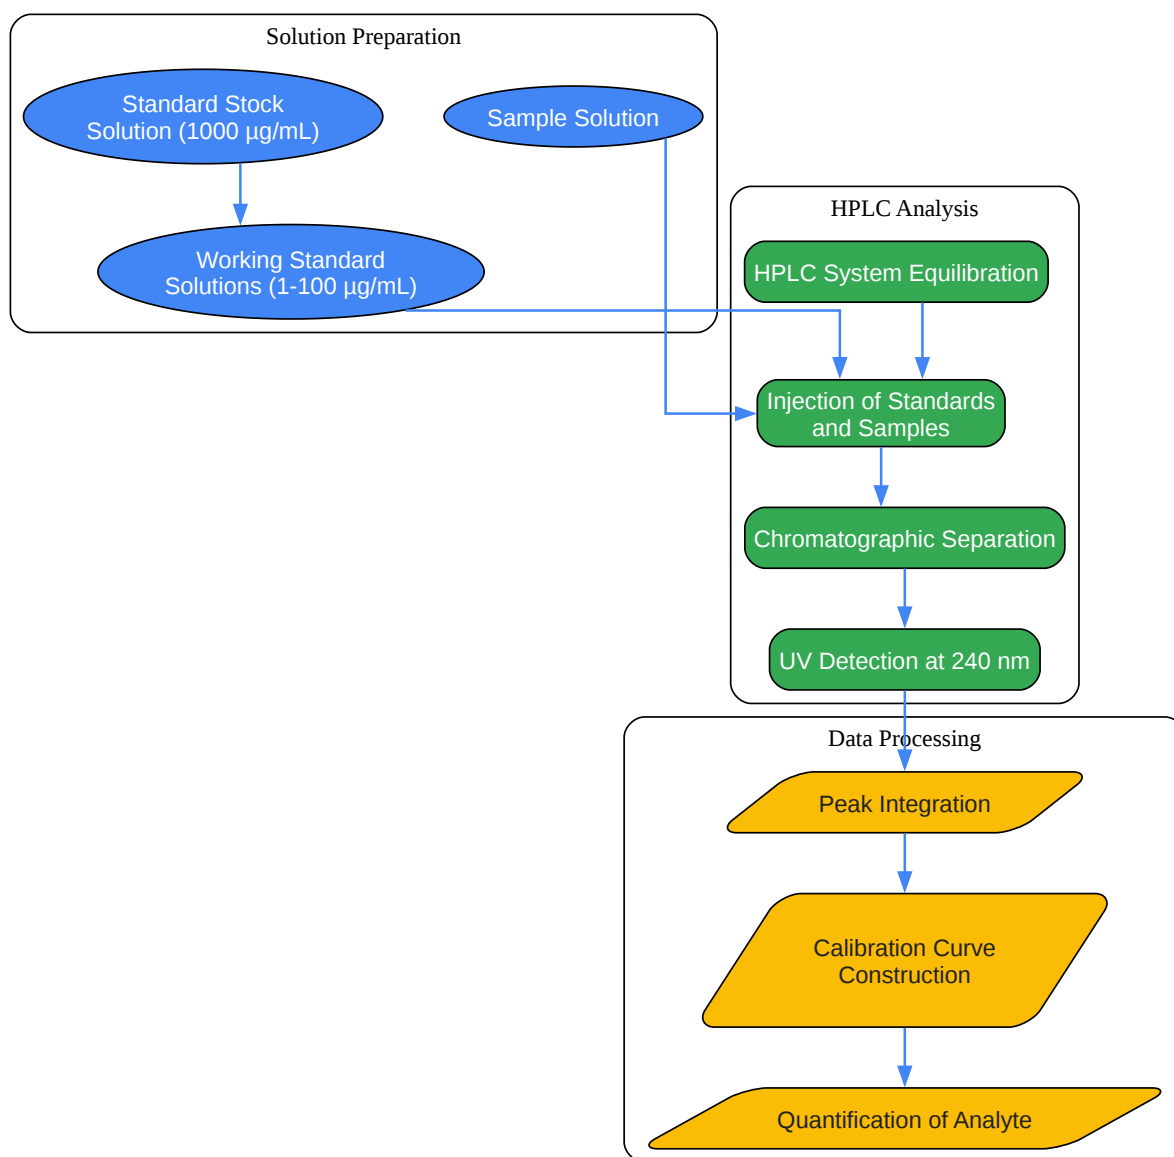 Solution Preparation
Standard Stock
Solution (1000 µg/mL)
Sample Solution
Working Standard
Solutions (1-100 µg/mL)
HPLC Analysis
HPLC System Equilibration
Injection of Standards
and Samples
Chromatographic Separation
UV Detection at 240 nm
Data Processing
Peak Integration
Calibration Curve
Construction
Quantification of Analyte